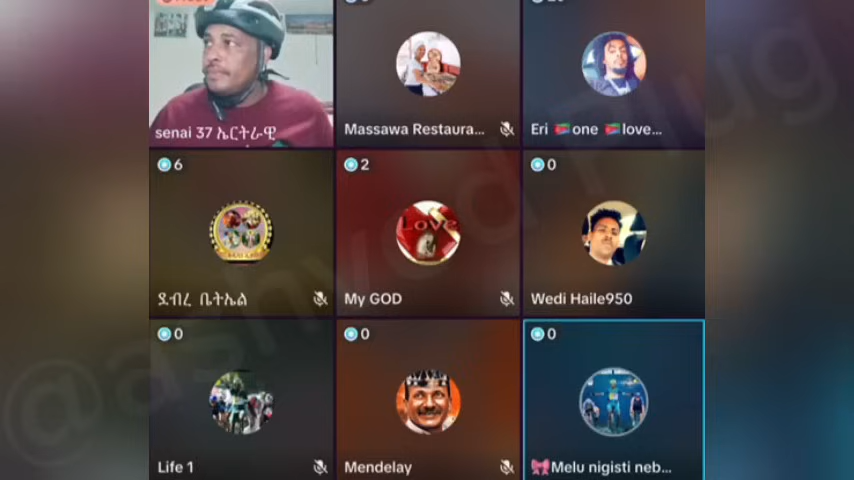 senai 37 ኤርትራዊ
Massawa Restaura...
Eri 🇪🇷one 🇪🇷love...
6
2
0
ደብረ ቤትኤል
My GOD
Wedi Haile950
0
0
0
LOVE
Life 1
Mendelay
🎀Melu nigisti neb...